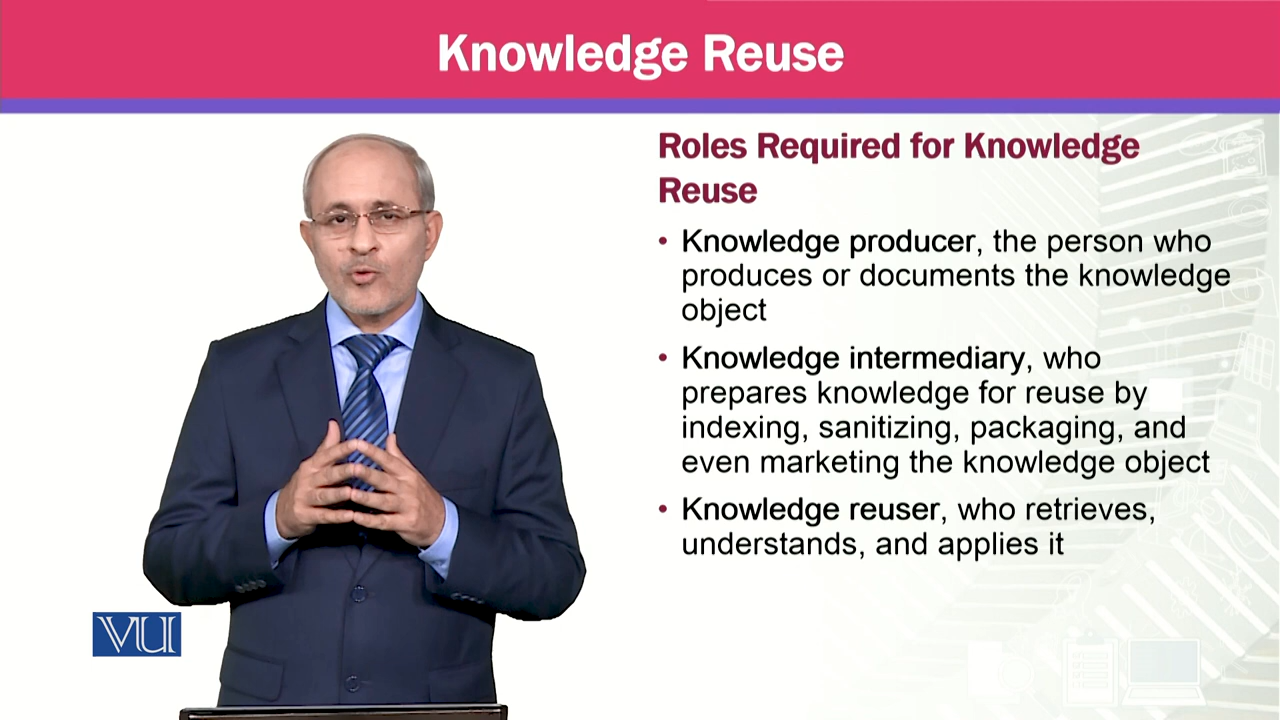 Knowledge Reuse
Roles Required for Knowledge
Reuse
• Knowledge producer, the person who
produces or documents the knowledge
object
• Knowledge intermediary, who
prepares knowledge for reuse by
indexing, sanitizing, packaging, and
even marketing the knowledge object
• Knowledge reuser, who retrieves,
understands, and applies it
VU